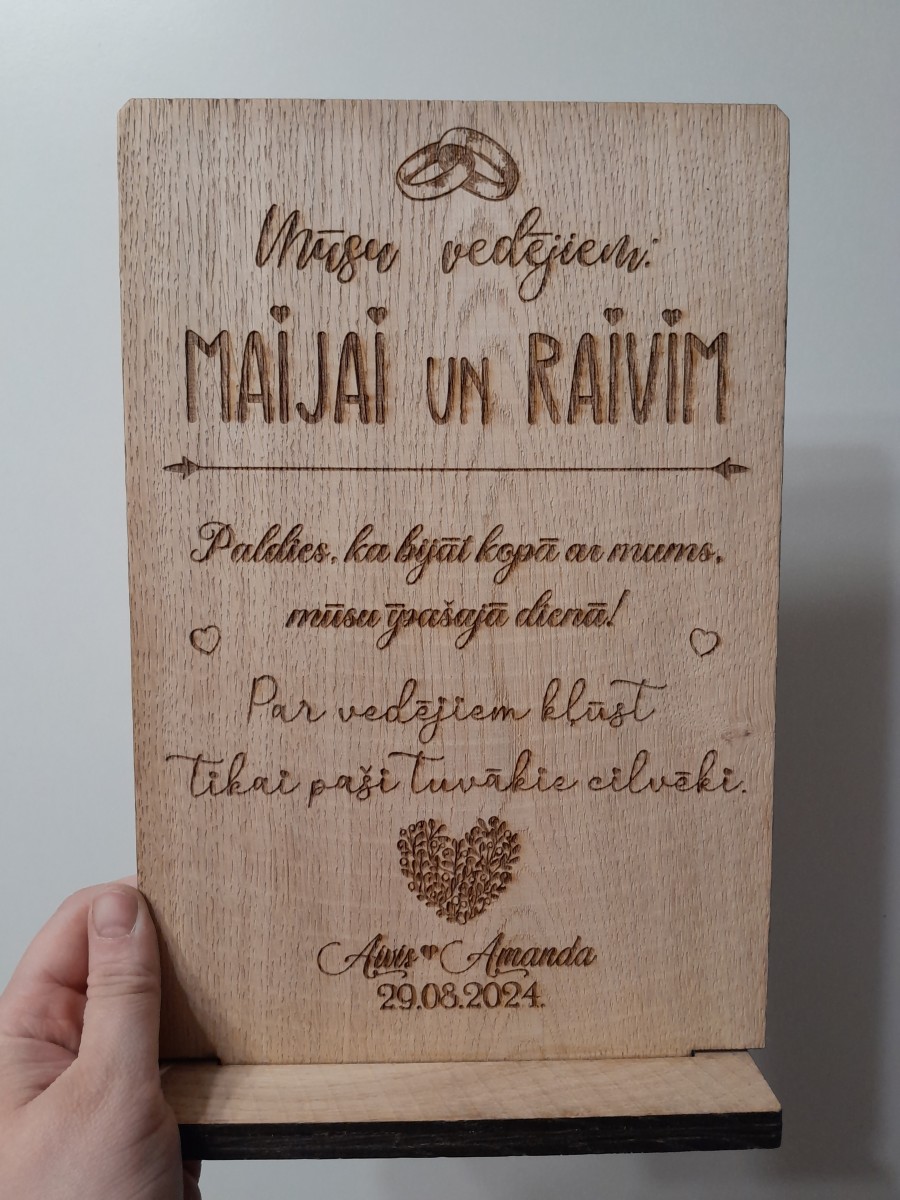 Mūsu vedējiem:
MAIJAI un RAIVIM
Paldies, ka bijāt kopā ar mums,
mūsu īpašajā dienā!
Par vedējiem kļūst
tikai paši tuvākie cilvēki.
Aivis ♥ Amanda
29.08.2024.